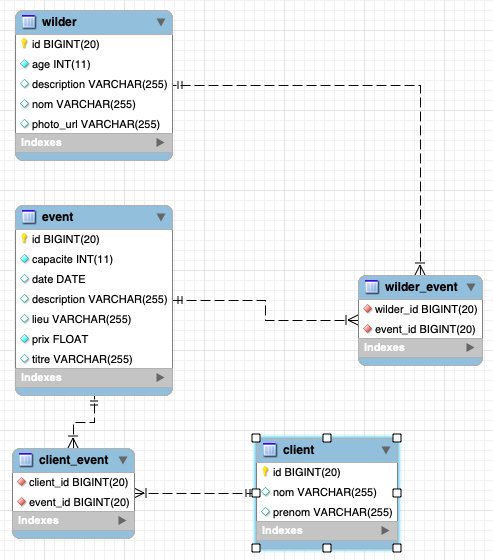 wilder
id BIGINT(20)
age INT(11)
description VARCHAR(255)
nom VARCHAR(255)
photo_url VARCHAR(255)
Indexes
event
id BIGINT(20)
capacite INT(11)
date DATE
description VARCHAR(255)
lieu VARCHAR(255)
prix FLOAT
titre VARCHAR(255)
Indexes
wilder_event
wilder_id BIGINT(20)
event_id BIGINT(20)
Indexes
client_event
client_id BIGINT(20)
event_id BIGINT(20)
Indexes
client
id BIGINT(20)
nom VARCHAR(255)
prenom VARCHAR(255)
Indexes